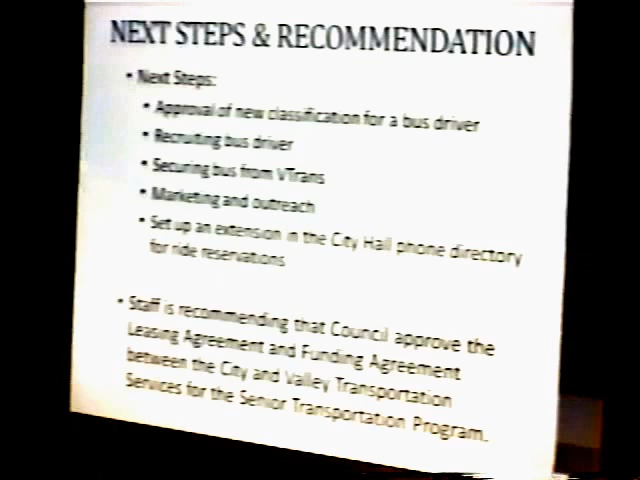 NEXT STEPS & RECOMMENDATION
• Next Steps:
• Approval of new classification for a bus driver
• Recruiting bus driver
• Securing bus from VTrans
• Marketing and outreach
• Set up an extension in the City Hall phone directory
for ride reservations
• Staff is recommending that Council approve the
Leasing Agreement and Funding Agreement
between the City and Valley Transportation
Services for the Senior Transportation Program.